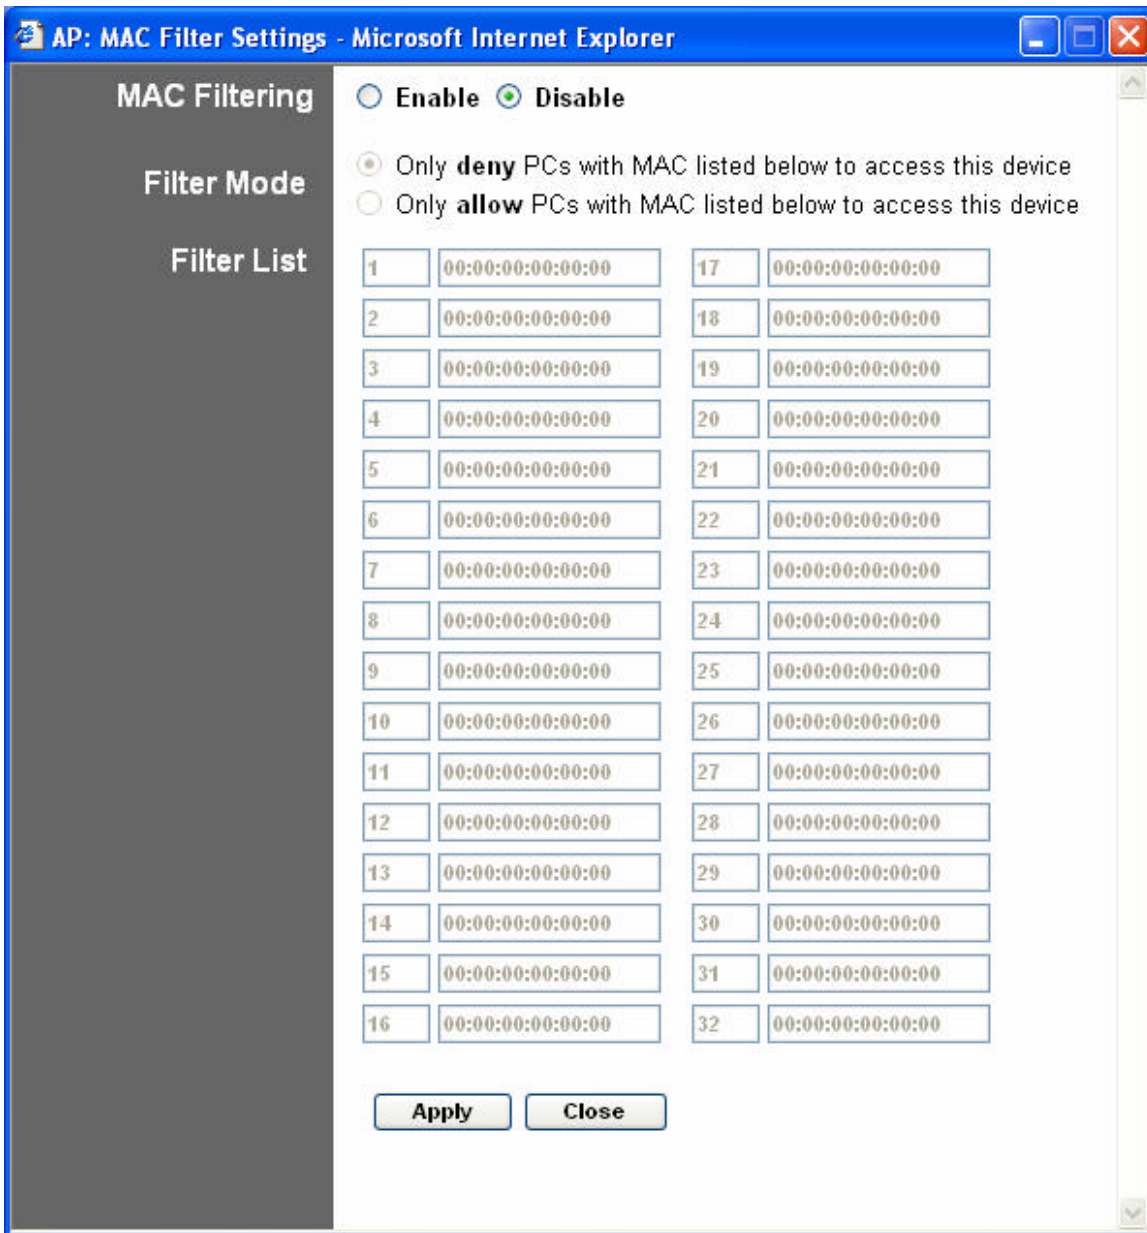 AP: MAC Filter Settings - Microsoft Internet Explorer
MAC Filtering Enable Disable
Filter Mode
Only deny PCs with MAC listed below to access this device
Only allow PCs with MAC listed below to access this device
Filter List
1 00:00:00:00:00:00 17 00:00:00:00:00:00
2 00:00:00:00:00:00 18 00:00:00:00:00:00
3 00:00:00:00:00:00 19 00:00:00:00:00:00
4 00:00:00:00:00:00 20 00:00:00:00:00:00
5 00:00:00:00:00:00 21 00:00:00:00:00:00
6 00:00:00:00:00:00 22 00:00:00:00:00:00
7 00:00:00:00:00:00 23 00:00:00:00:00:00
8 00:00:00:00:00:00 24 00:00:00:00:00:00
9 00:00:00:00:00:00 25 00:00:00:00:00:00
10 00:00:00:00:00:00 26 00:00:00:00:00:00
11 00:00:00:00:00:00 27 00:00:00:00:00:00
12 00:00:00:00:00:00 28 00:00:00:00:00:00
13 00:00:00:00:00:00 29 00:00:00:00:00:00
14 00:00:00:00:00:00 30 00:00:00:00:00:00
15 00:00:00:00:00:00 31 00:00:00:00:00:00
16 00:00:00:00:00:00 32 00:00:00:00:00:00
Apply Close